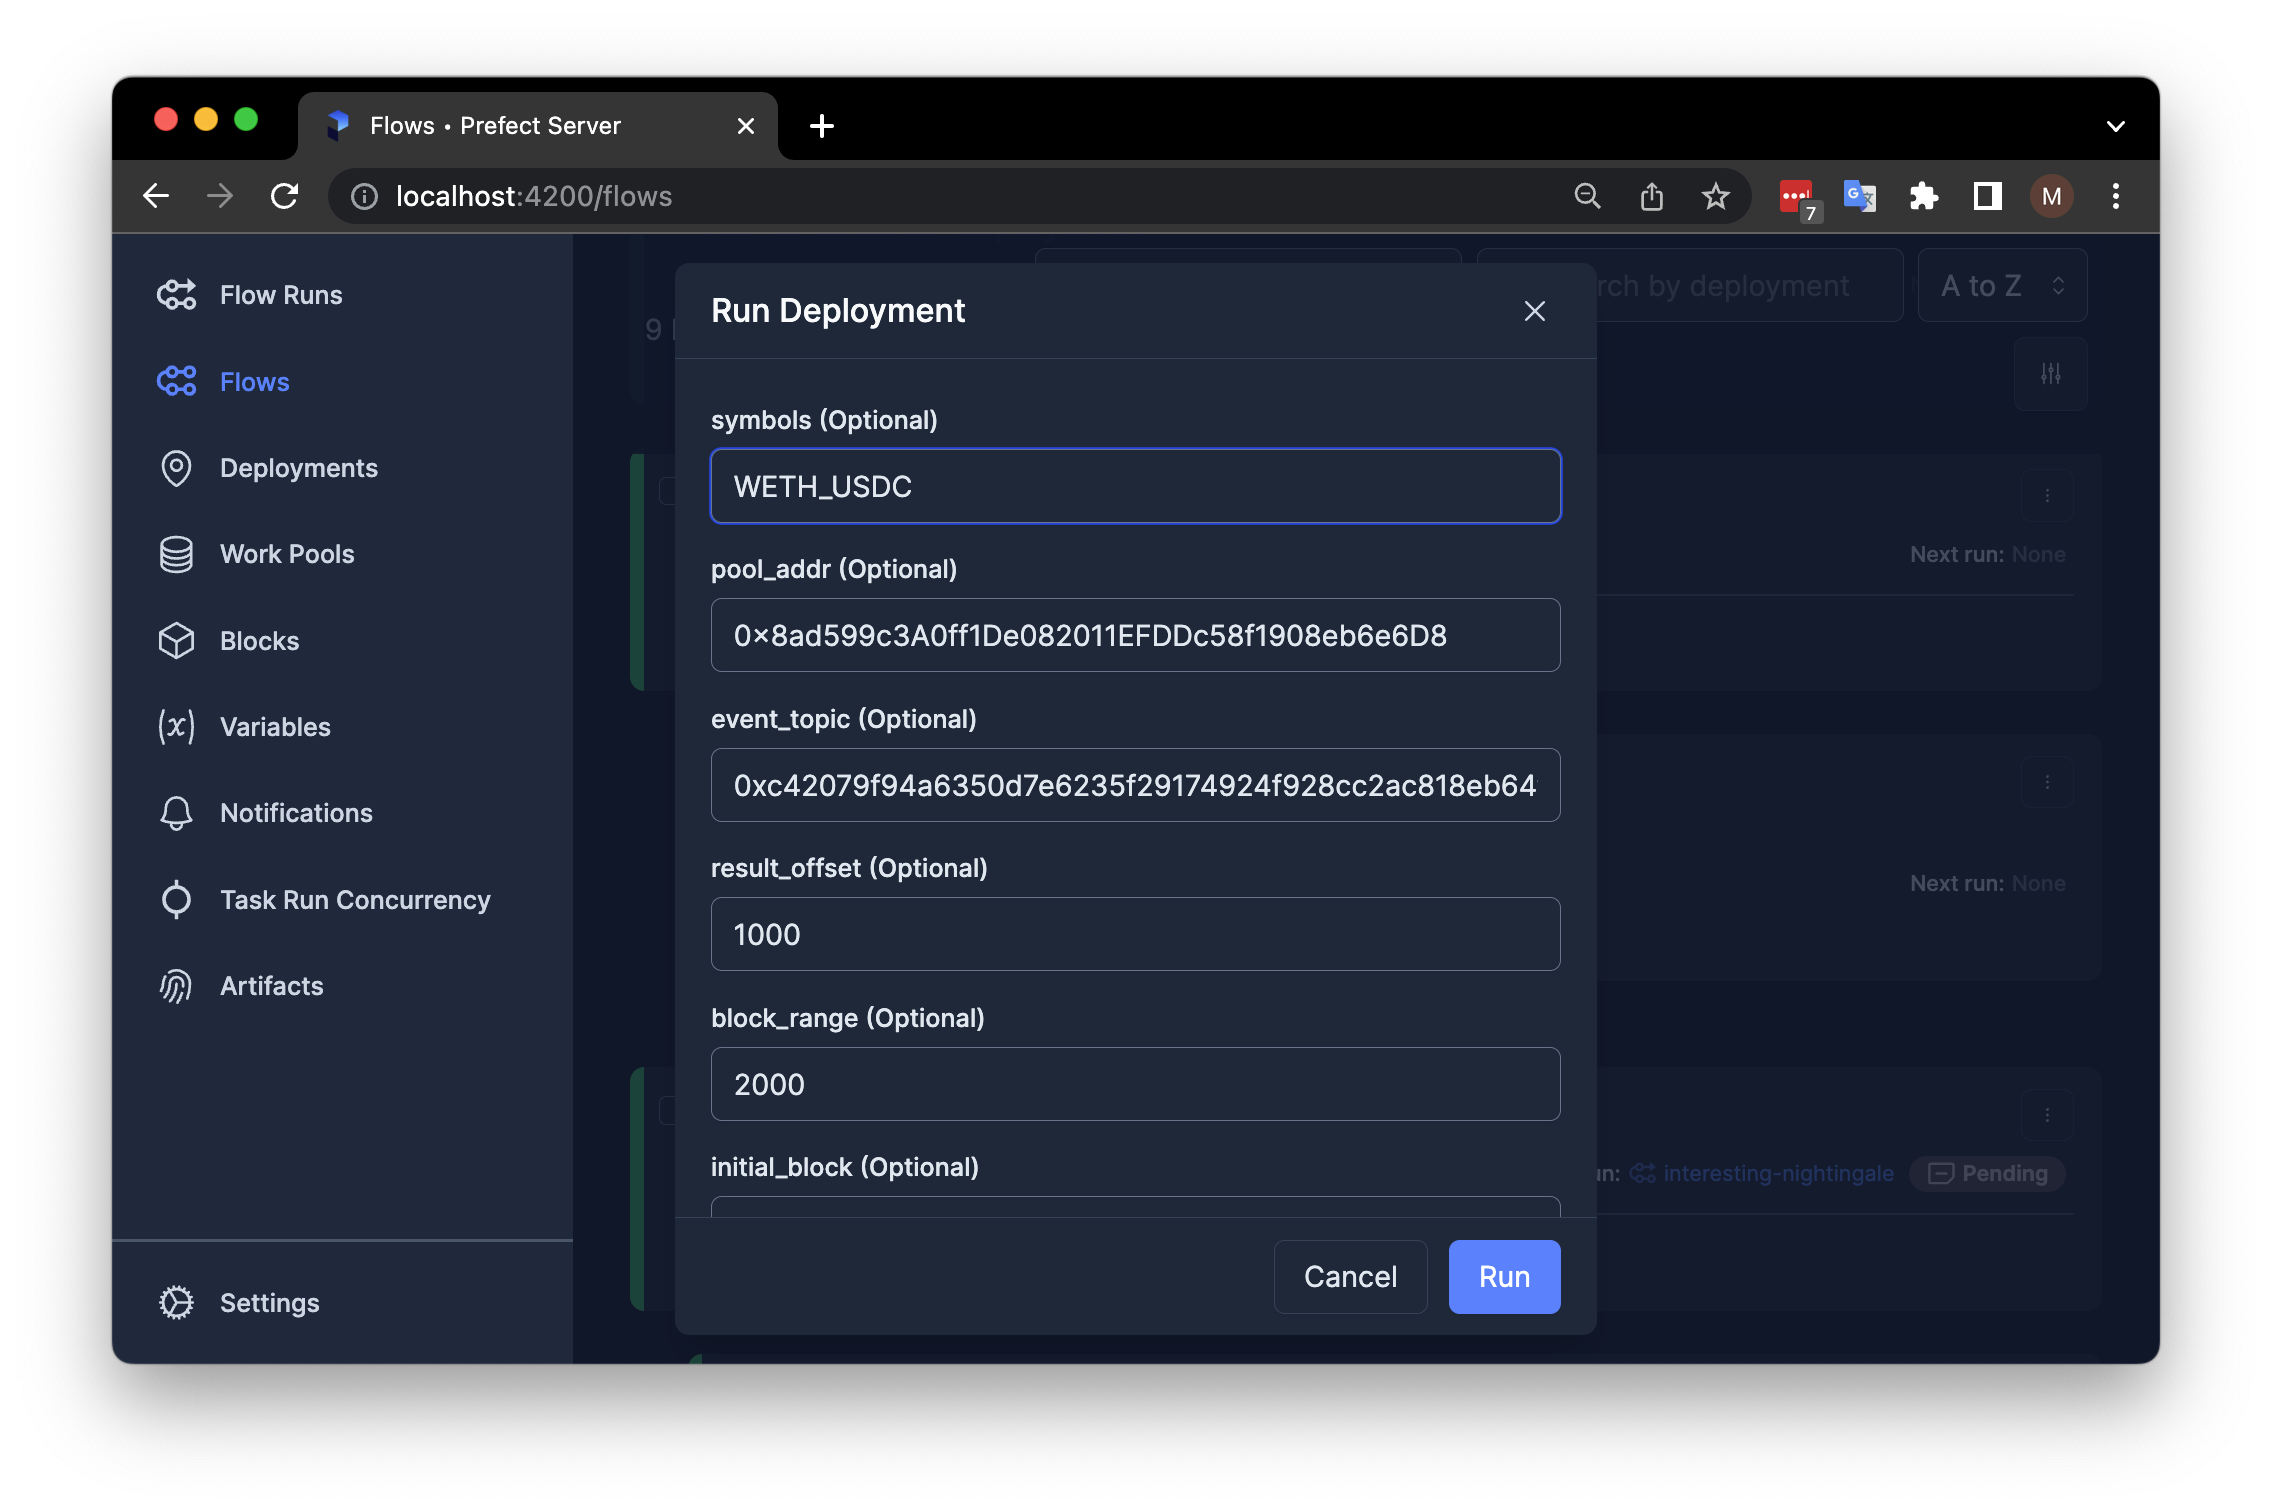 Flows • Prefect Server
localhost:4200/flows
7
M
Flow Runs
Flows
Deployments
Work Pools
Blocks
Variables
Notifications
Task Run Concurrency
Artifacts
Settings
9
by deployment
A to Z
Next run: None
Next run: None
interesting-nightingale
Pending
Run Deployment
symbols (Optional)
WETH_USDC
pool_addr (Optional)
0x8ad599c3A0ff1De082011EFDDc58f1908eb6e6D8
event_topic (Optional)
0xc42079f94a6350d7e6235f29174924f928cc2ac818eb64
result_offset (Optional)
1000
block_range (Optional)
2000
initial_block (Optional)
Cancel
Run